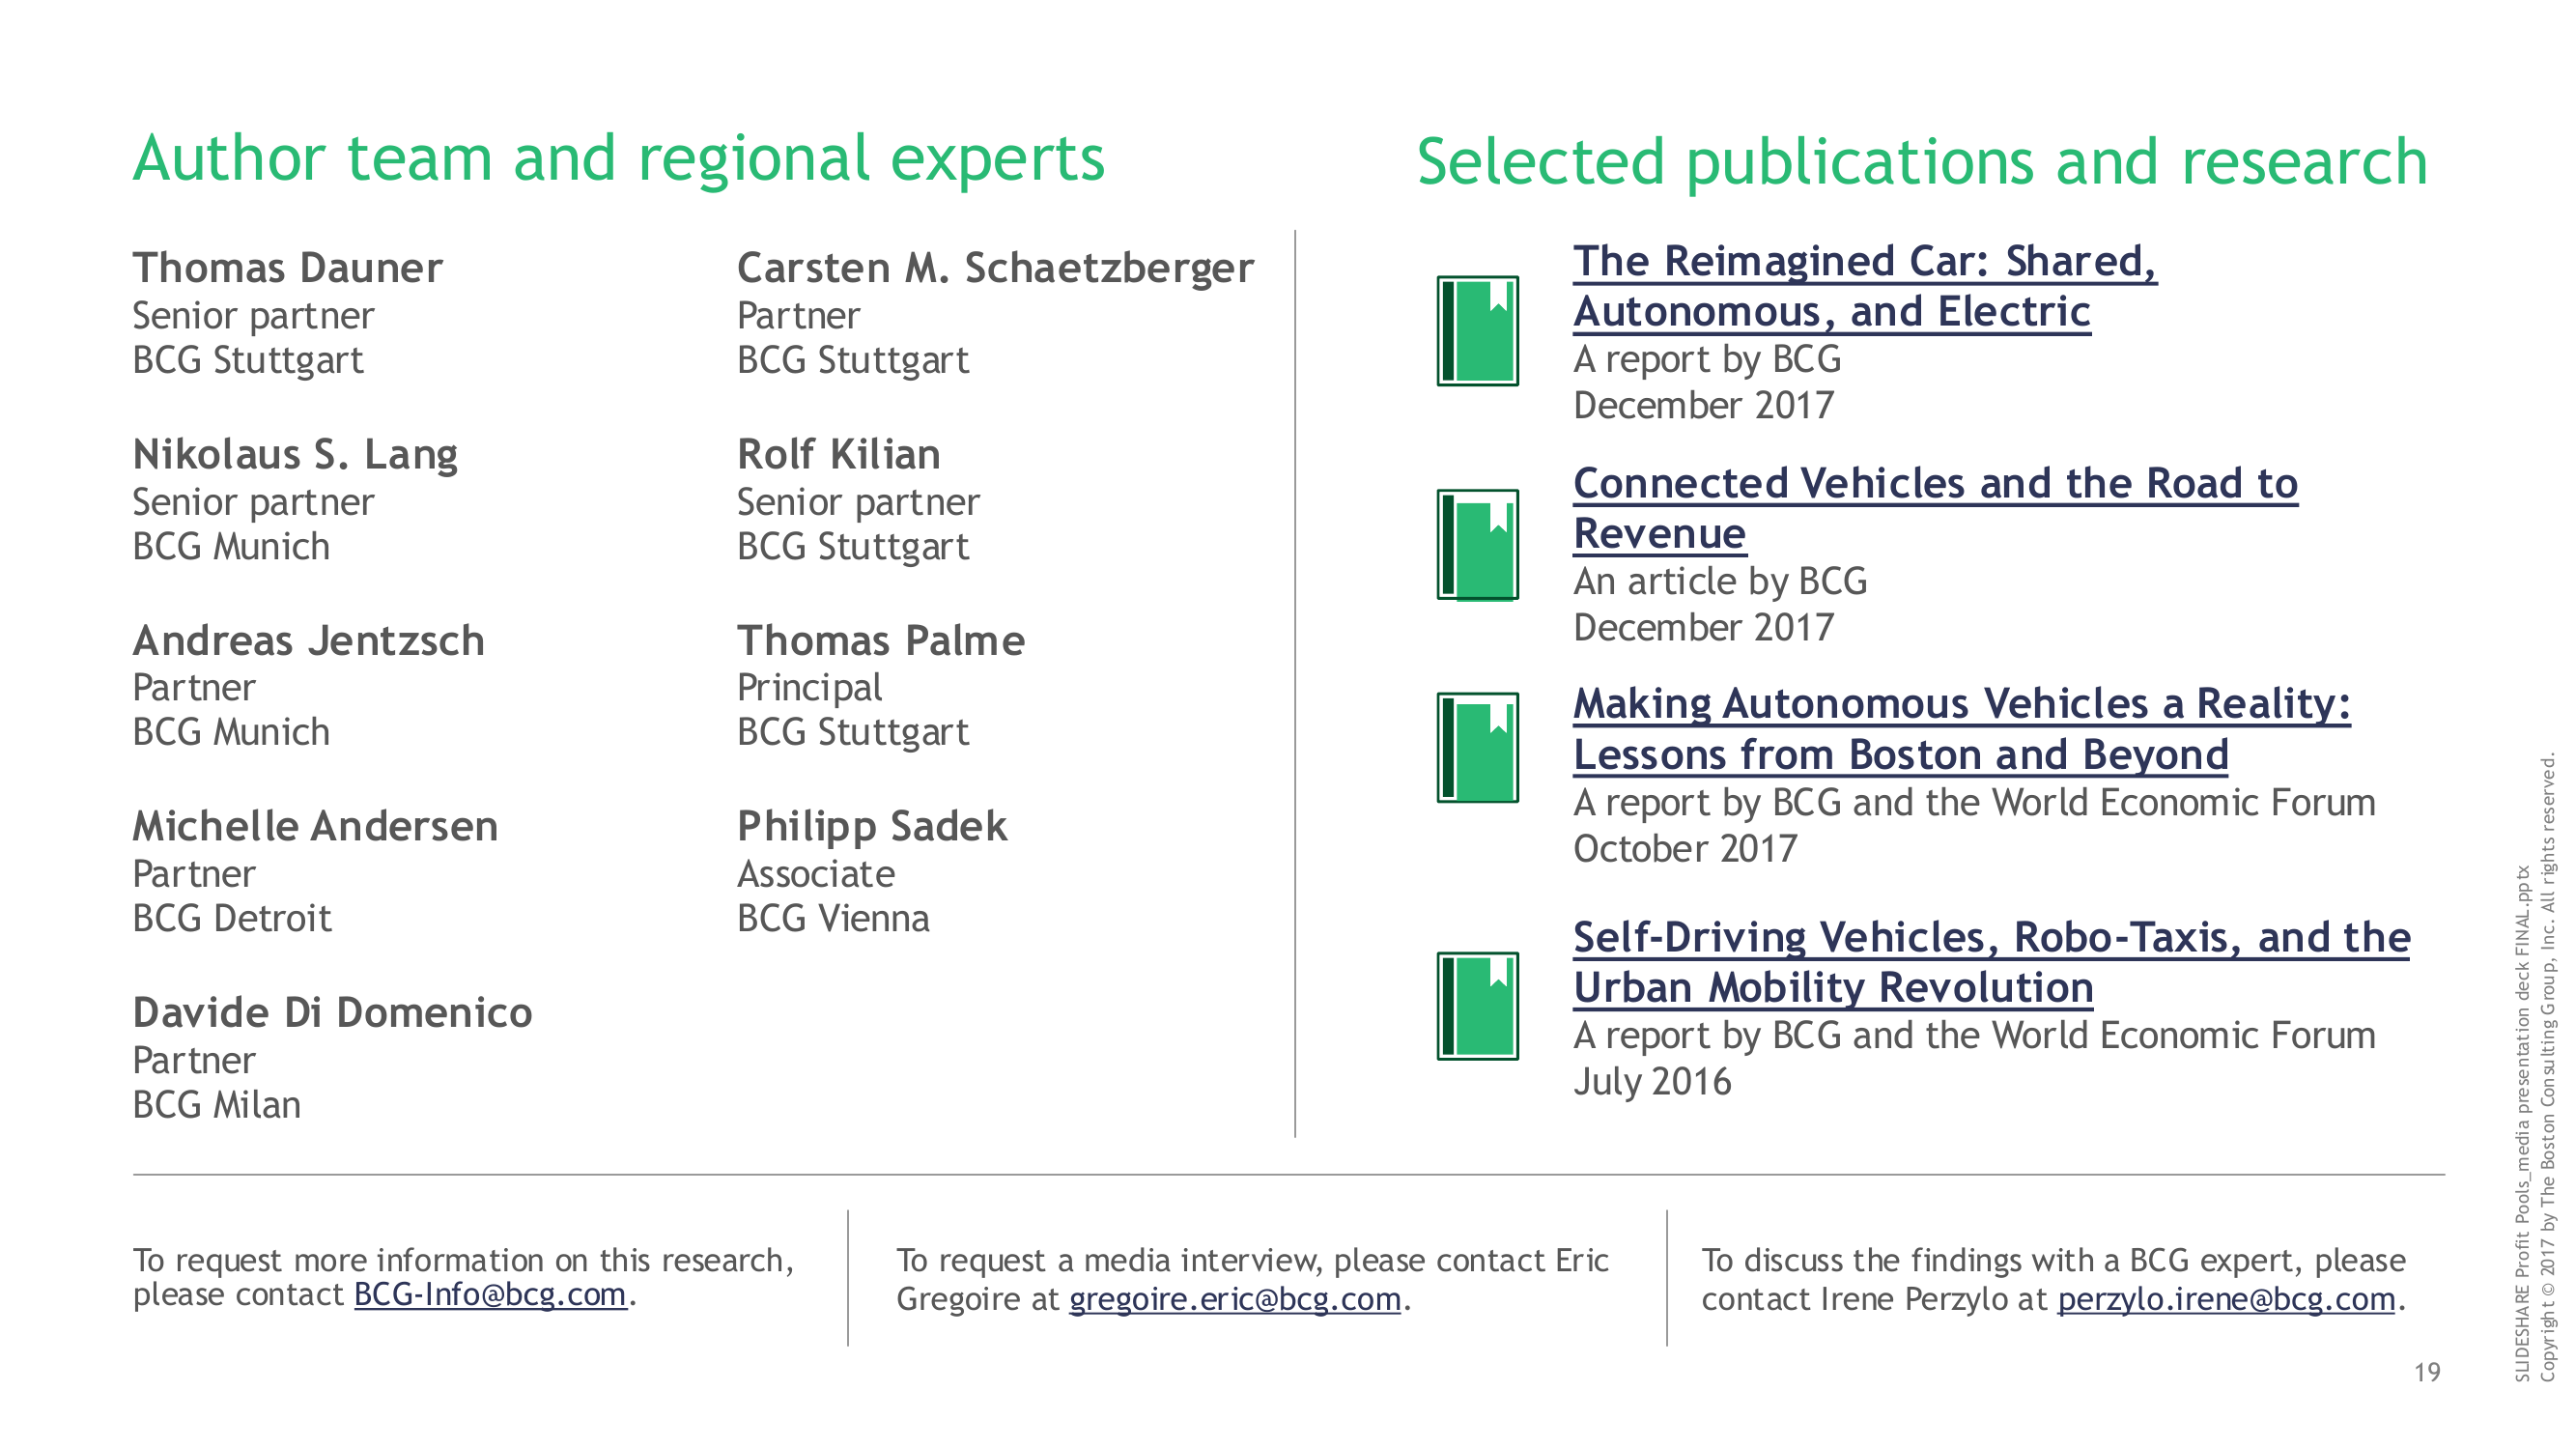 Author team and regional experts
Thomas Dauner
Senior partner
BCG Stuttgart
Nikolaus S. Lang
Senior partner
BCG Munich
Andreas Jentzsch
Partner
BCG Munich
Michelle Andersen
Partner
BCG Detroit
Davide Di Domenico
Partner
BCG Milan
Carsten M. Schaetzberger
Partner
BCG Stuttgart
Rolf Kilian
Senior partner
BCG Stuttgart
Thomas Palme
Principal
BCG Stuttgart
Philipp Sadek
Associate
BCG Vienna
Selected publications and research
The Reimagined Car: Shared,
Autonomous, and Electric
A report by BCG
December 2017
Connected Vehicles and the Road to
Revenue
An article by BCG
December 2017
Making Autonomous Vehicles a Reality:
Lessons from Boston and Beyond
A report by BCG and the World Economic Forum
October 2017
Self-Driving Vehicles, Robo-Taxis, and the
Urban Mobility Revolution
A report by BCG and the World Economic Forum
July 2016
To request more information on this research,
please contact BCG-Info@bcg.com.
To request a media interview, please contact Eric
Gregoire at gregoire.eric@bcg.com.
To discuss the findings with a BCG expert, please
contact Irene Perzylo at perzylo.irene@bcg.com.
19
SLIDESHARE Profit Pools_media presentation deck FINAL.pptx
Copyright © 2017 by The Boston Consulting Group, Inc. All rights reserved.